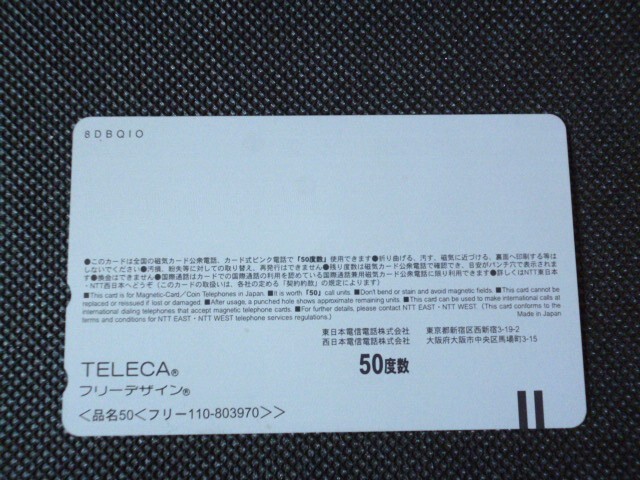 8DBQIO
●このカードは全国の磁気カード公衆電話、カード式ピンク電話で「50度数」使用できます●折り曲げる、汚す、磁気に近づける、裏面へ印刷する等は
しないでください●汚損、紛失等に対しての取り替え、再発行はできません●残り度数は磁気カード公衆電話で確認でき、目安がパンチ穴で表示されま
す●換金はできません●国際通話はカードでの国際通話の利用を認めている国際通話兼用磁気カード公衆電話に限り利用できます●詳しくはNTT東日本・
NTT西日本へどうぞ（このカードの取扱いは、各社の定める「契約約款」の規定によります）
■This card is for Magnetic-Card／Coin Telephones in Japan. ■It is worth「50」call units. ■Don't bend or stain and avoid magnetic fields. ■This card cannot be
replaced or reissued if lost or damaged. ■After usage, a punched hole shows approximate remaining units. ■This card can be used to make international calls at
international dialing telephones that accept magnetic cards. ■For further details, please contact NTT EAST・NTT WEST. (This card conforms to the
terms and conditions for NTT EAST・NTT WEST telephone services regulations.) Made in Japan
東日本電信電話株式会社 東京都新宿区西新宿3-19-2
西日本電信電話株式会社 大阪府大阪市中央区馬場町3-15
50度数
TELECA®
フリーデザイン®
＜品名50＜フリー110-803970＞＞